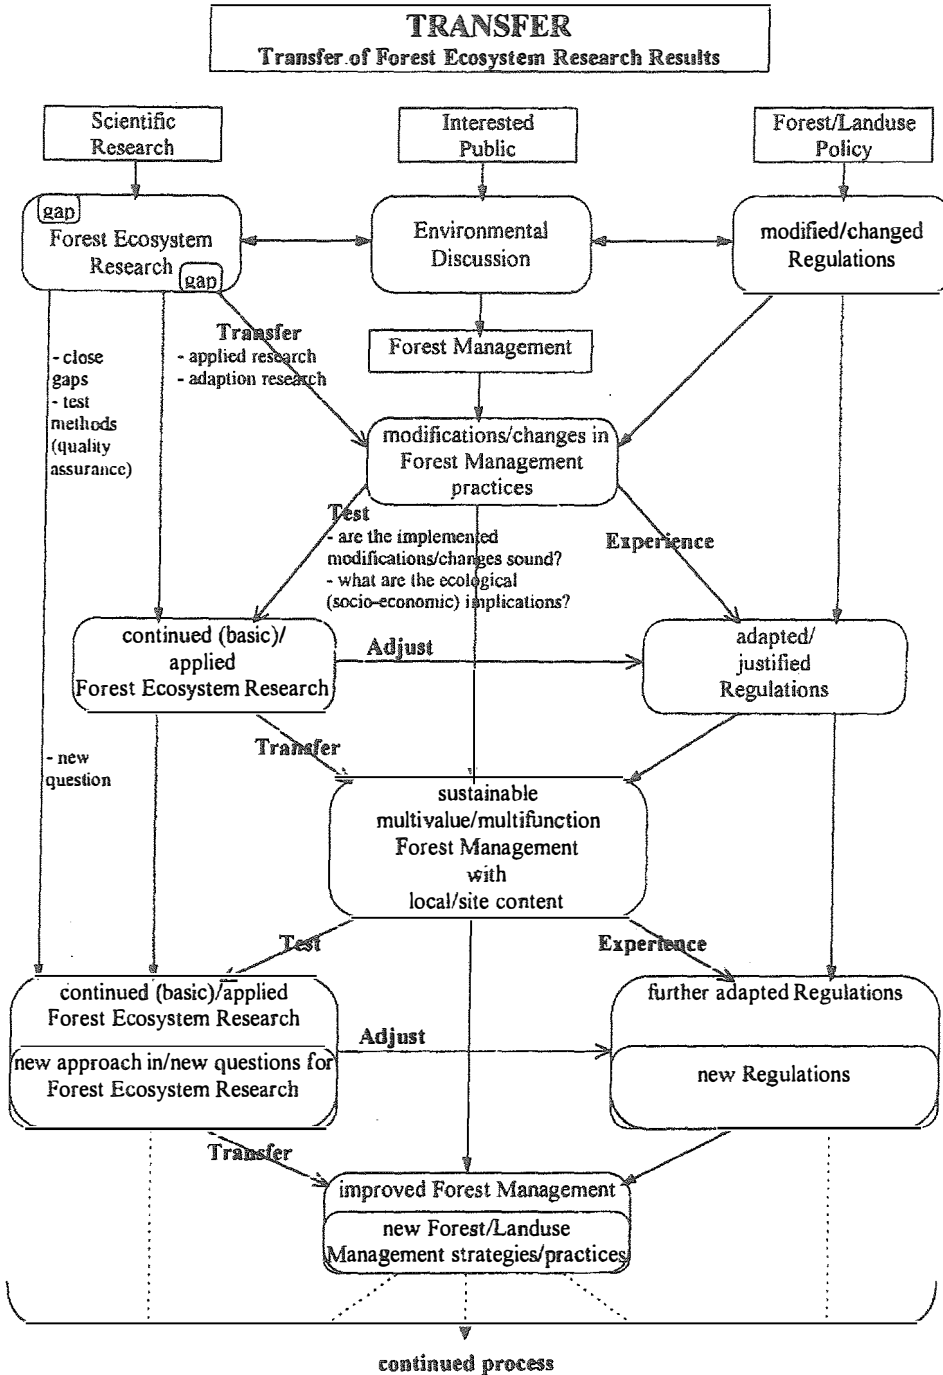 TRANSFER
Transfer of Forest Ecosystem Research Results
Scientific
Research
Interested
Public
Forest/Landuse
Policy
gap
Forest Ecosystem
Research
gap
Environmental
Discussion
modified/changed
Regulations
Transfer
- applied research
- adaption research
Forest Management
- close
gaps
- test
methods
(quality
assurance)
modifications/changes in
Forest Management
practices
Test
- are the implemented
modifications/changes sound?
- what are the ecological
(socio-economic) implications?
Experience
continued (basic)/
applied
Forest Ecosystem Research
Adjust
adapted/
justified
Regulations
Transfer
- new
question
sustainable
multivalue/multifunction
Forest Management
with
local/site content
Test
Experience
continued (basic)/applied
Forest Ecosystem Research
new approach in/new questions for
Forest Ecosystem Research
Adjust
further adapted Regulations
new Regulations
Transfer
improved Forest Management
new Forest/Landuse
Management strategies/practices
continued process